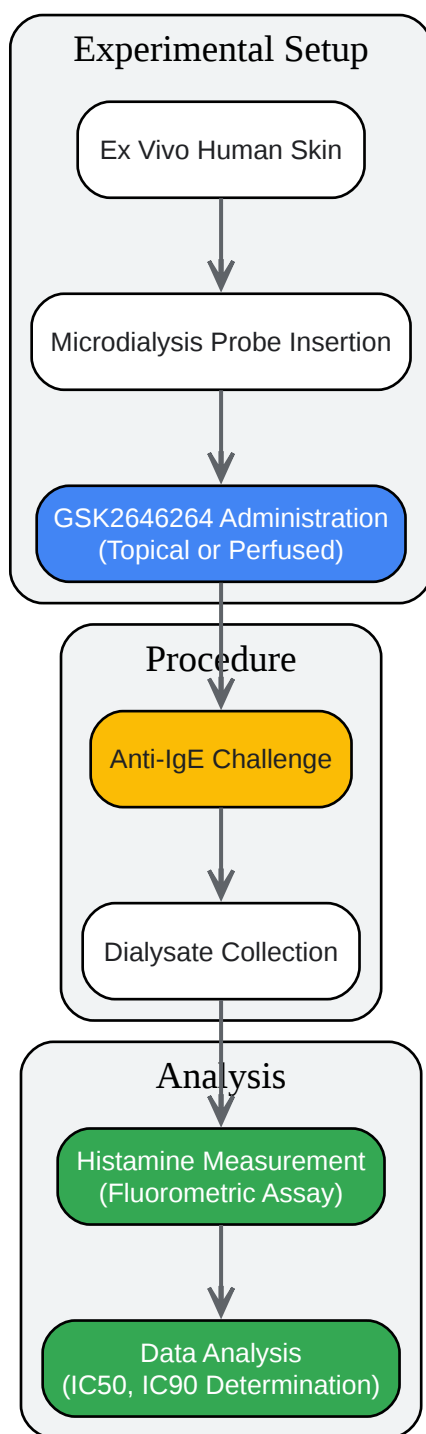 Experimental Setup
Ex Vivo Human Skin
Microdialysis Probe Insertion
GSK2646264 Administration
(Topical or Perfused)
Procedure
Anti-IgE Challenge
Dialysate Collection
Analysis
Histamine Measurement
(Fluorometric Assay)
Data Analysis
(IC50, IC90 Determination)